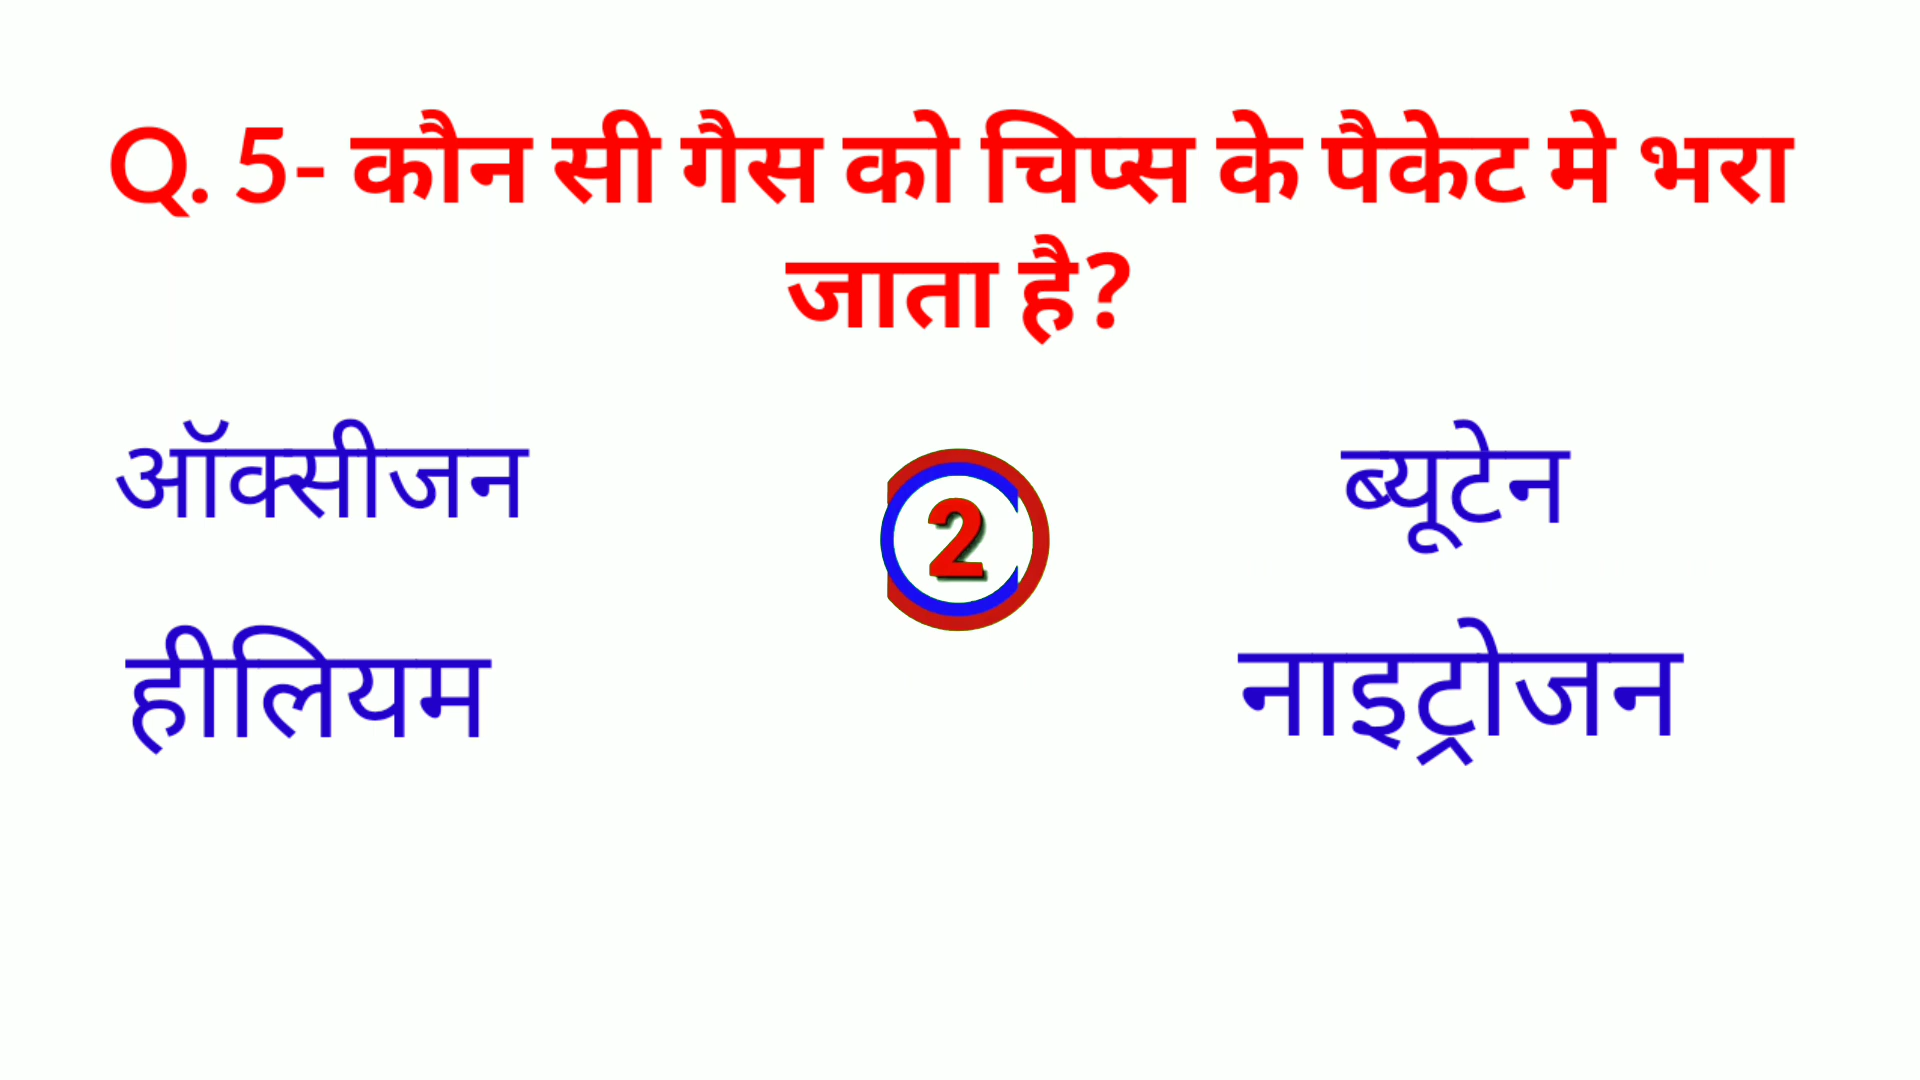 Q. 5- कौन सी गैस को चिप्स के पैकेट मे भरा
जाता है?
ऑक्सीजन
ब्यूटेन
2
हीलियम
नाइट्रोजन